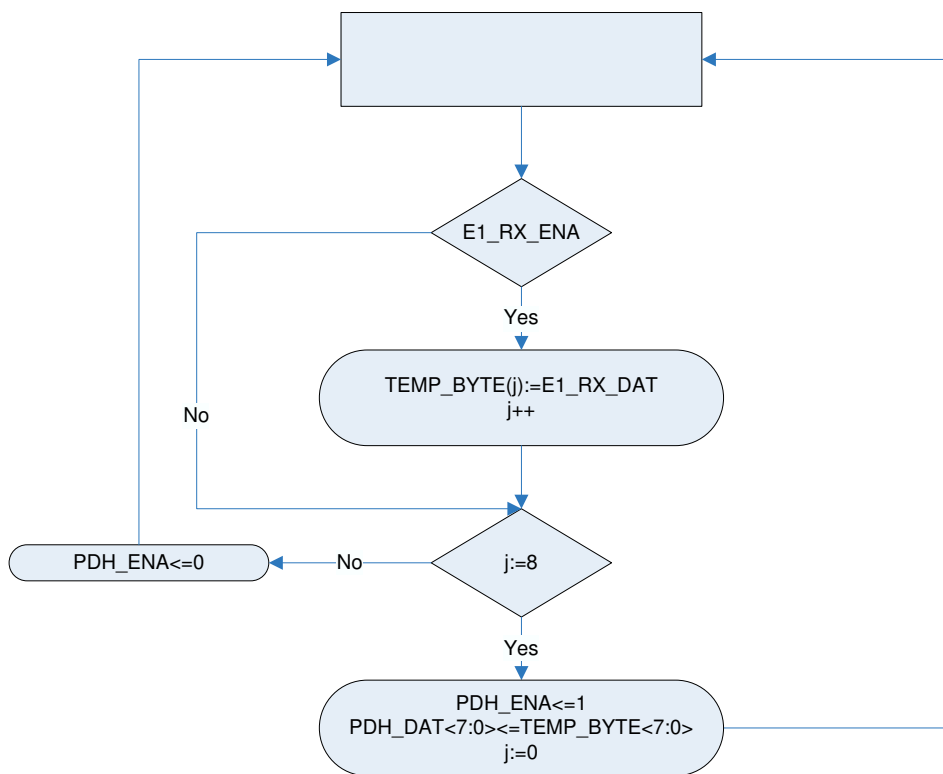 E1_RX_ENA
Yes
TEMP_BYTE(j):=E1_RX_DAT
j++
No
PDH_ENA<=0
No
j:=8
Yes
PDH_ENA<=1
PDH_DAT<7:0><=TEMP_BYTE<7:0>
j:=0